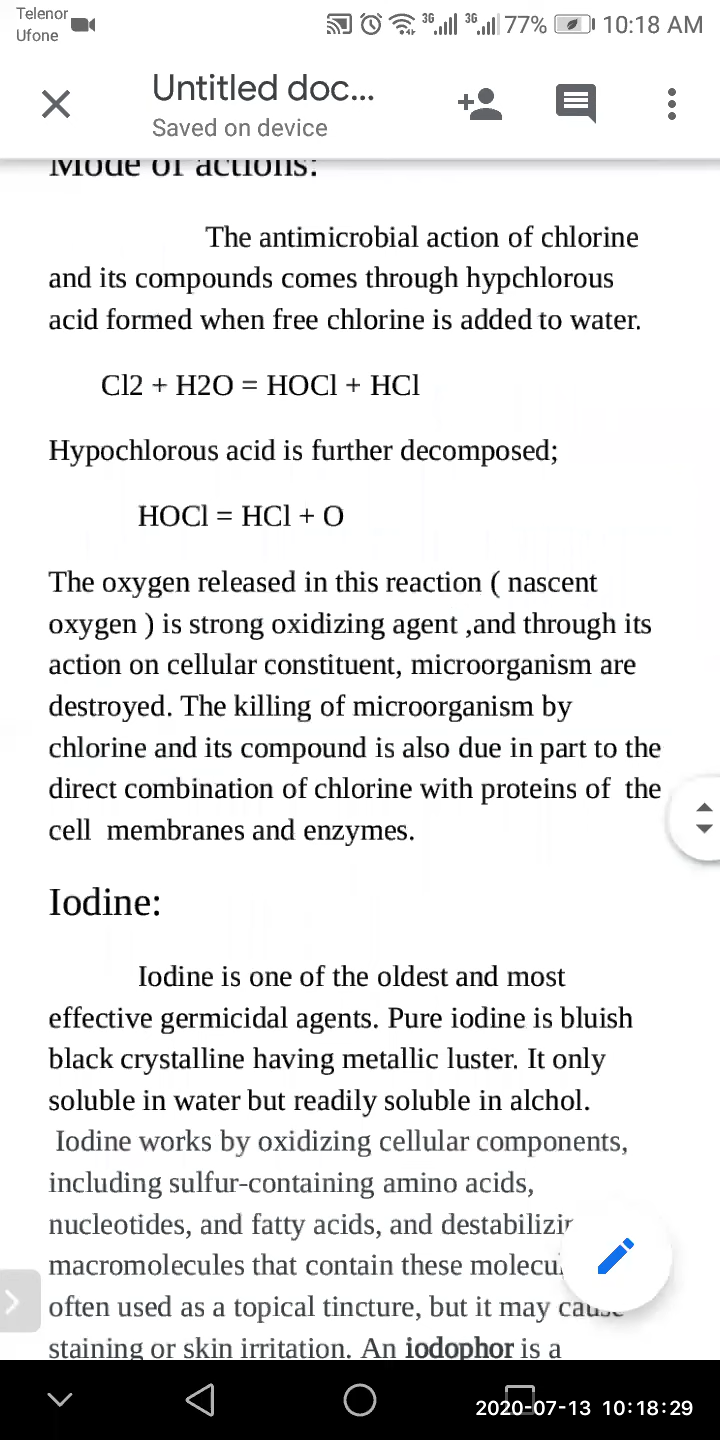 Telenor
Ufone
3G 3G 77% 10:18 AM
Untitled doc...
Saved on device
Mode of actions:
The antimicrobial action of chlorine
and its compounds comes through hypchlorous
acid formed when free chlorine is added to water.
Cl2 + H2O = HOCl + HCl
Hypochlorous acid is further decomposed;
HOCl = HCl + O
The oxygen released in this reaction ( nascent
oxygen ) is strong oxidizing agent ,and through its
action on cellular constituent, microorganism are
destroyed. The killing of microorganism by
chlorine and its compound is also due in part to the
direct combination of chlorine with proteins of the
cell membranes and enzymes.
Iodine:
Iodine is one of the oldest and most
effective germicidal agents. Pure iodine is bluish
black crystalline having metallic luster. It only
soluble in water but readily soluble in alchol.
Iodine works by oxidizing cellular components,
including sulfur-containing amino acids,
nucleotides, and fatty acids, and
macromolecules that contain these
often used as a topical tincture, but it may cause
staining or skin irritation. An iodophor is a
2020-07-13 10:18:29